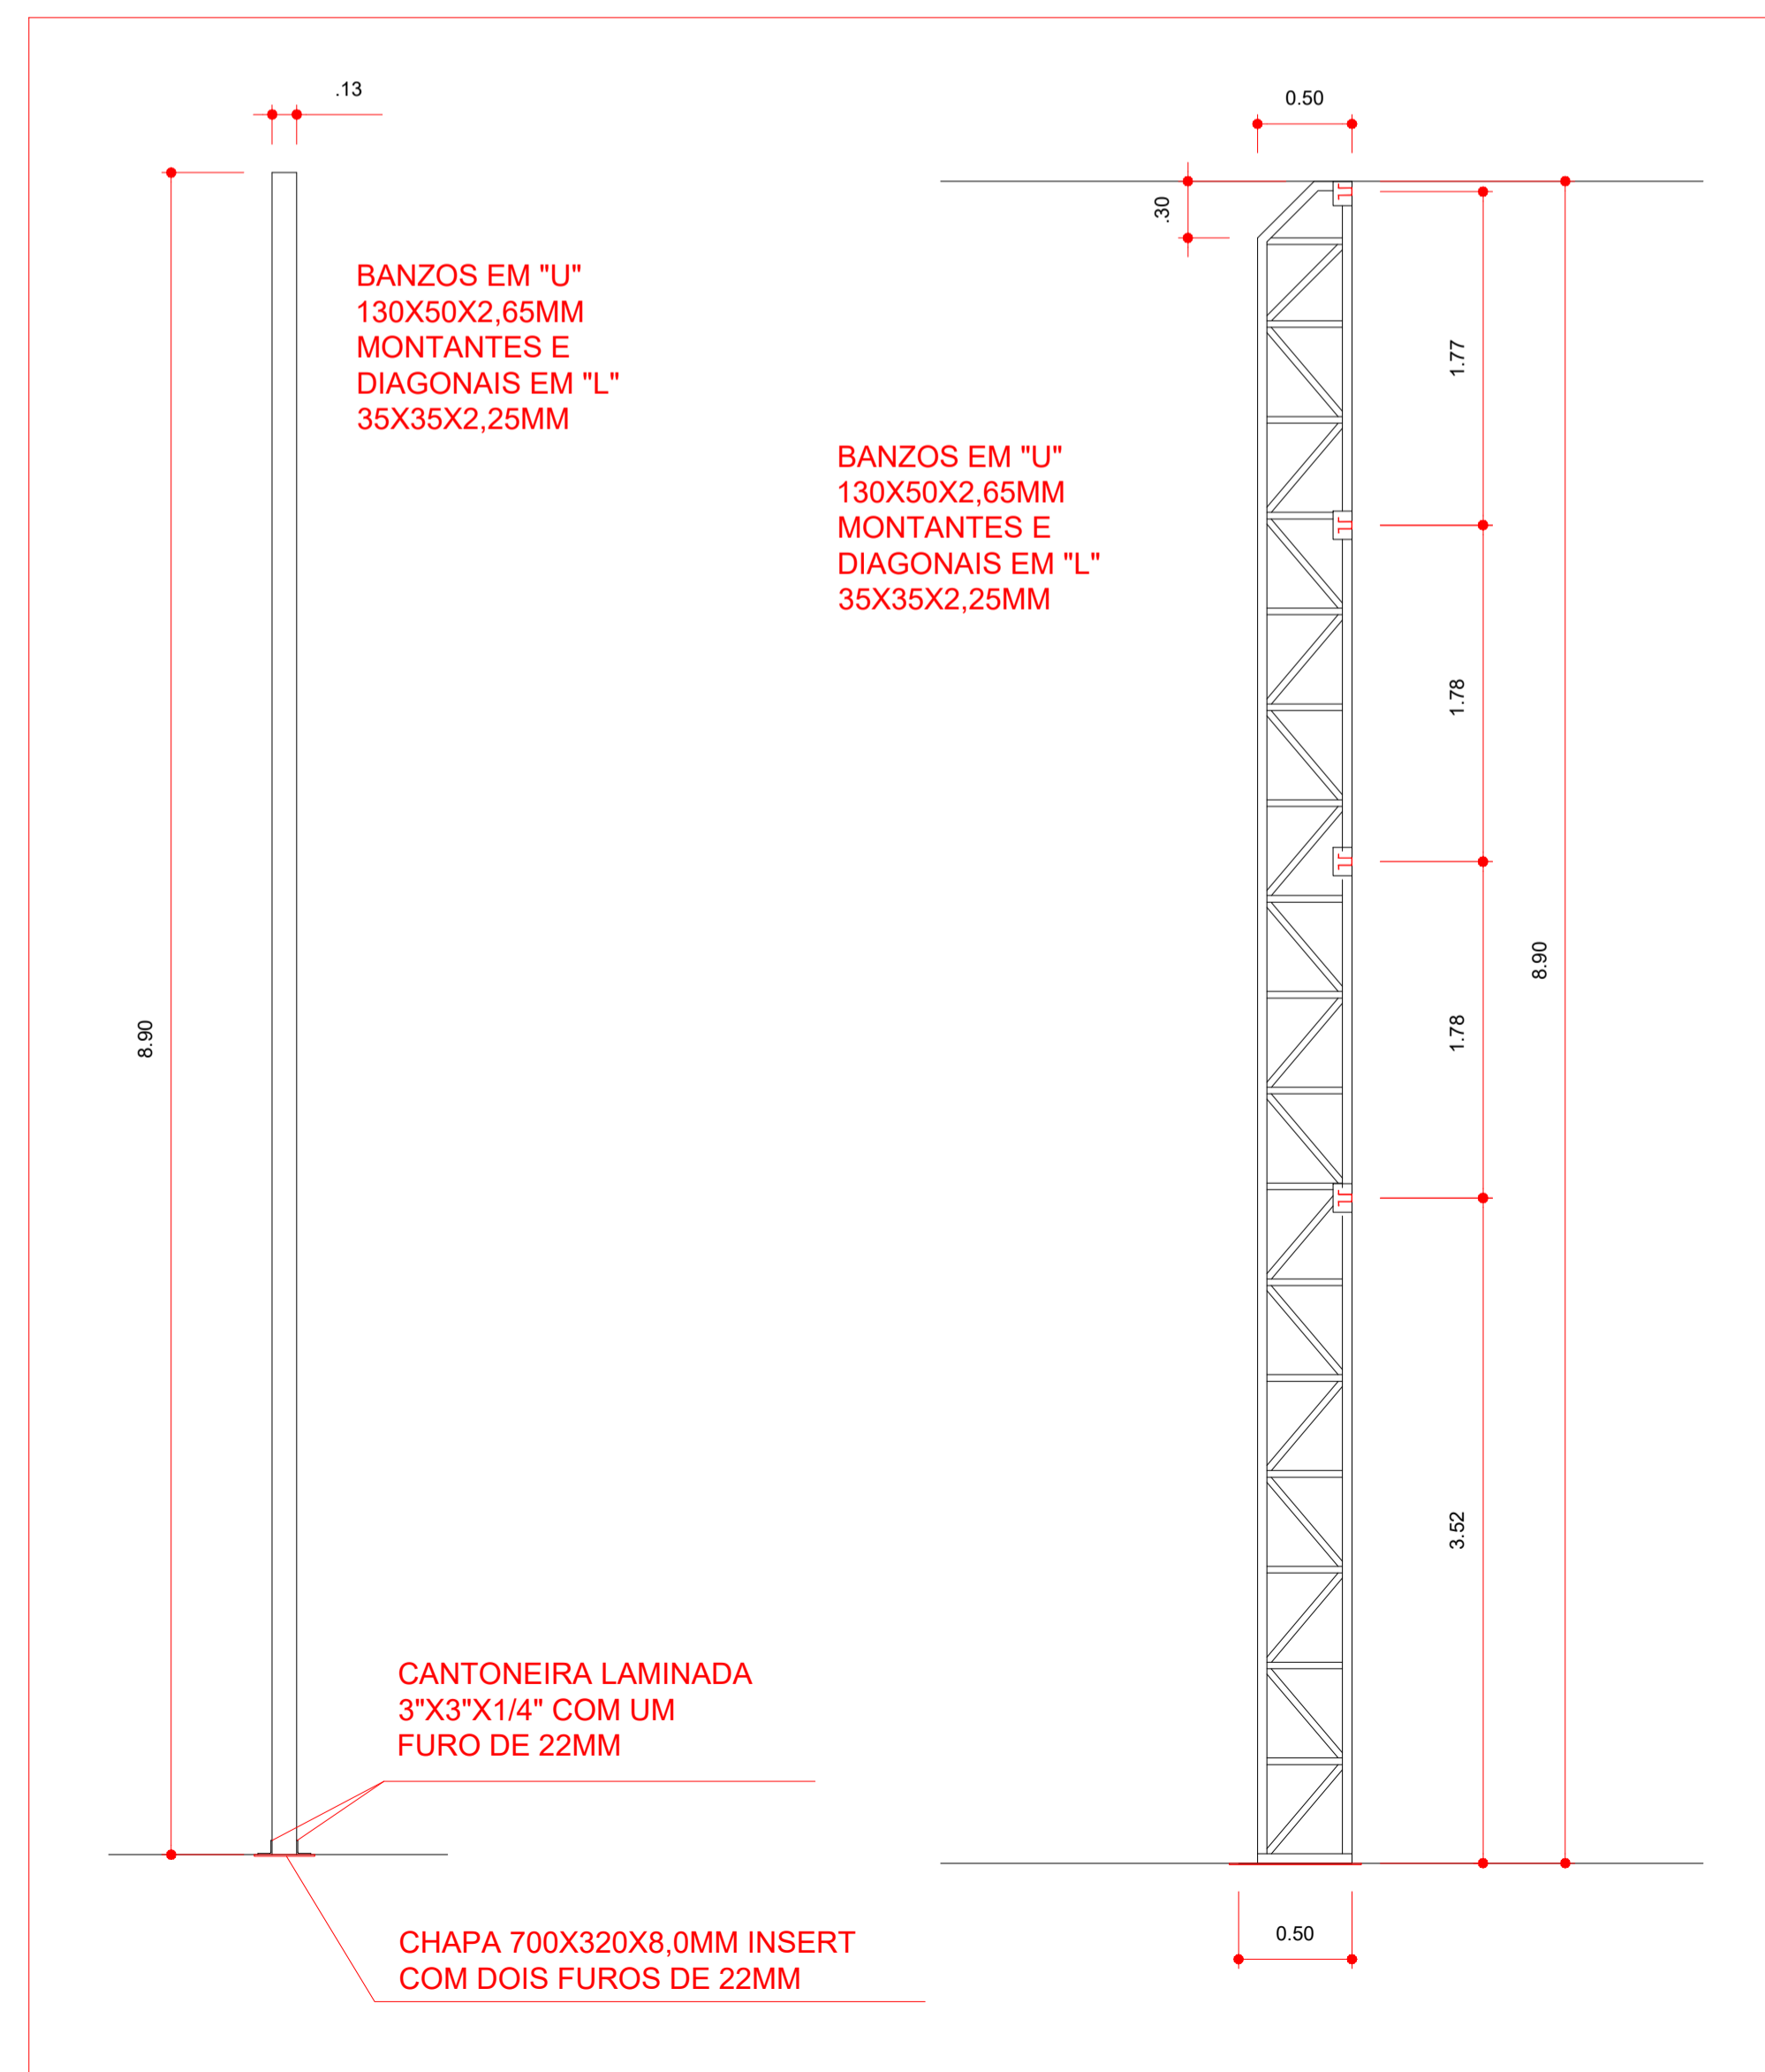 .13
0.50
.30
BANZOS EM "U"
130X50X2,65MM
MONTANTES E
DIAGONAIS EM "L"
35X35X2,25MM
BANZOS EM "U"
130X50X2,65MM
MONTANTES E
DIAGONAIS EM "L"
35X35X2,25MM
1.77
1.78
8.90
8.90
1.78
3.52
CANTONEIRA LAMINADA
3"X3"X1/4" COM UM
FURO DE 22MM
CHAPA 700X320X8,0MM INSERT
COM DOIS FUROS DE 22MM
0.50